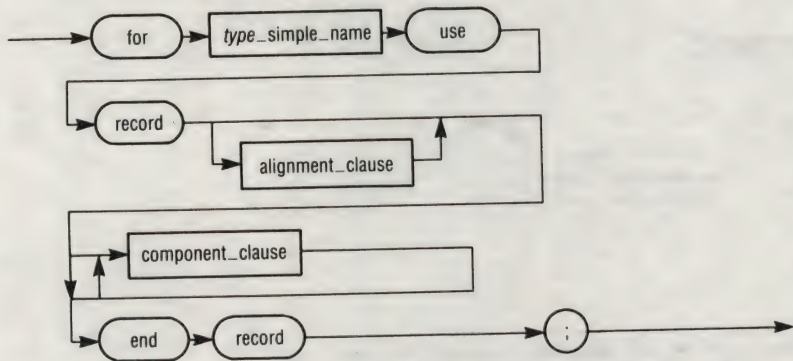 for type_simple_name use
record
alignment_clause
component_clause
end record ;